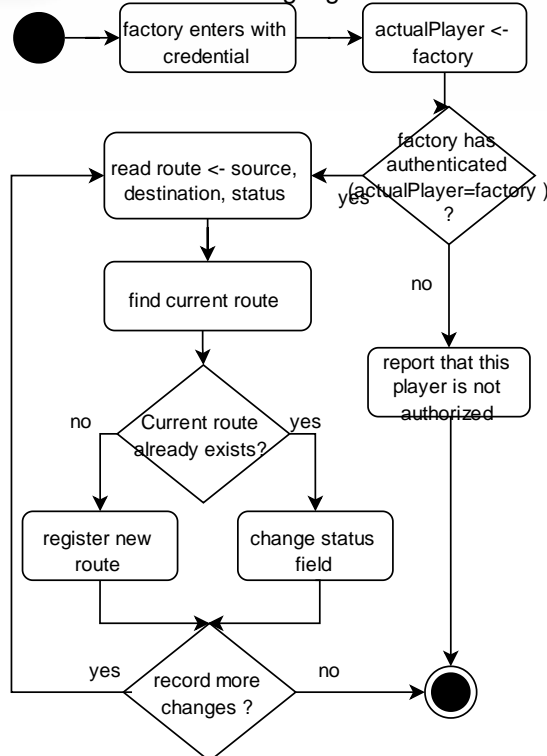 factory enters with
credential
actualPlayer <-
factory
factory has
authenticated
(actualPlayer=factory )
?
yes
no
read route <- source,
destination, status
find current route
report that this
player is not
authorized
no
Current route
already exists?
yes
register new
route
change status
field
yes
record more
changes ?
no